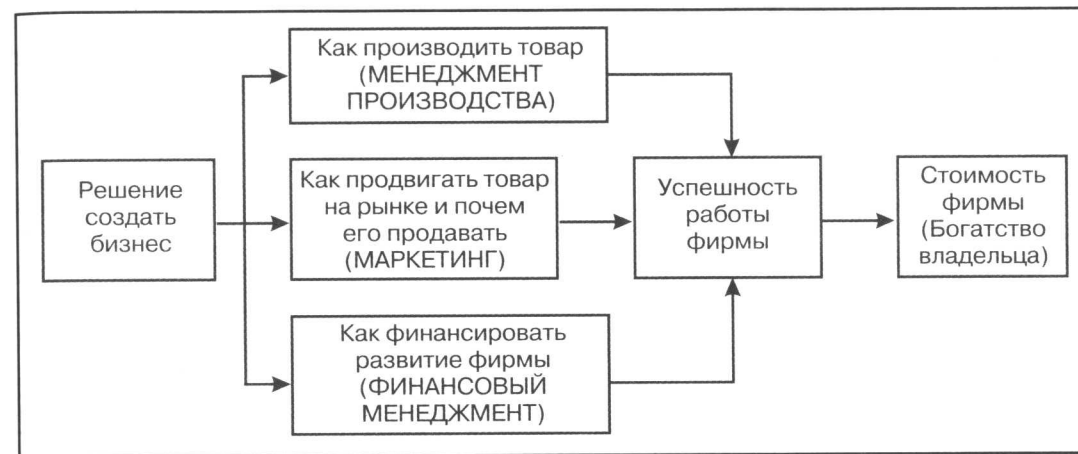 Как производить товар
(МЕНЕДЖМЕНТ
ПРОИЗВОДСТВА)
Решение
создать
бизнес
Как продвигать товар
на рынке и почем
его продавать
(МАРКЕТИНГ)
Успешность
работы
фирмы
Стоимость
фирмы
(Богатство
владельца)
Как финансировать
развитие фирмы
(ФИНАНСОВЫЙ
МЕНЕДЖМЕНТ)